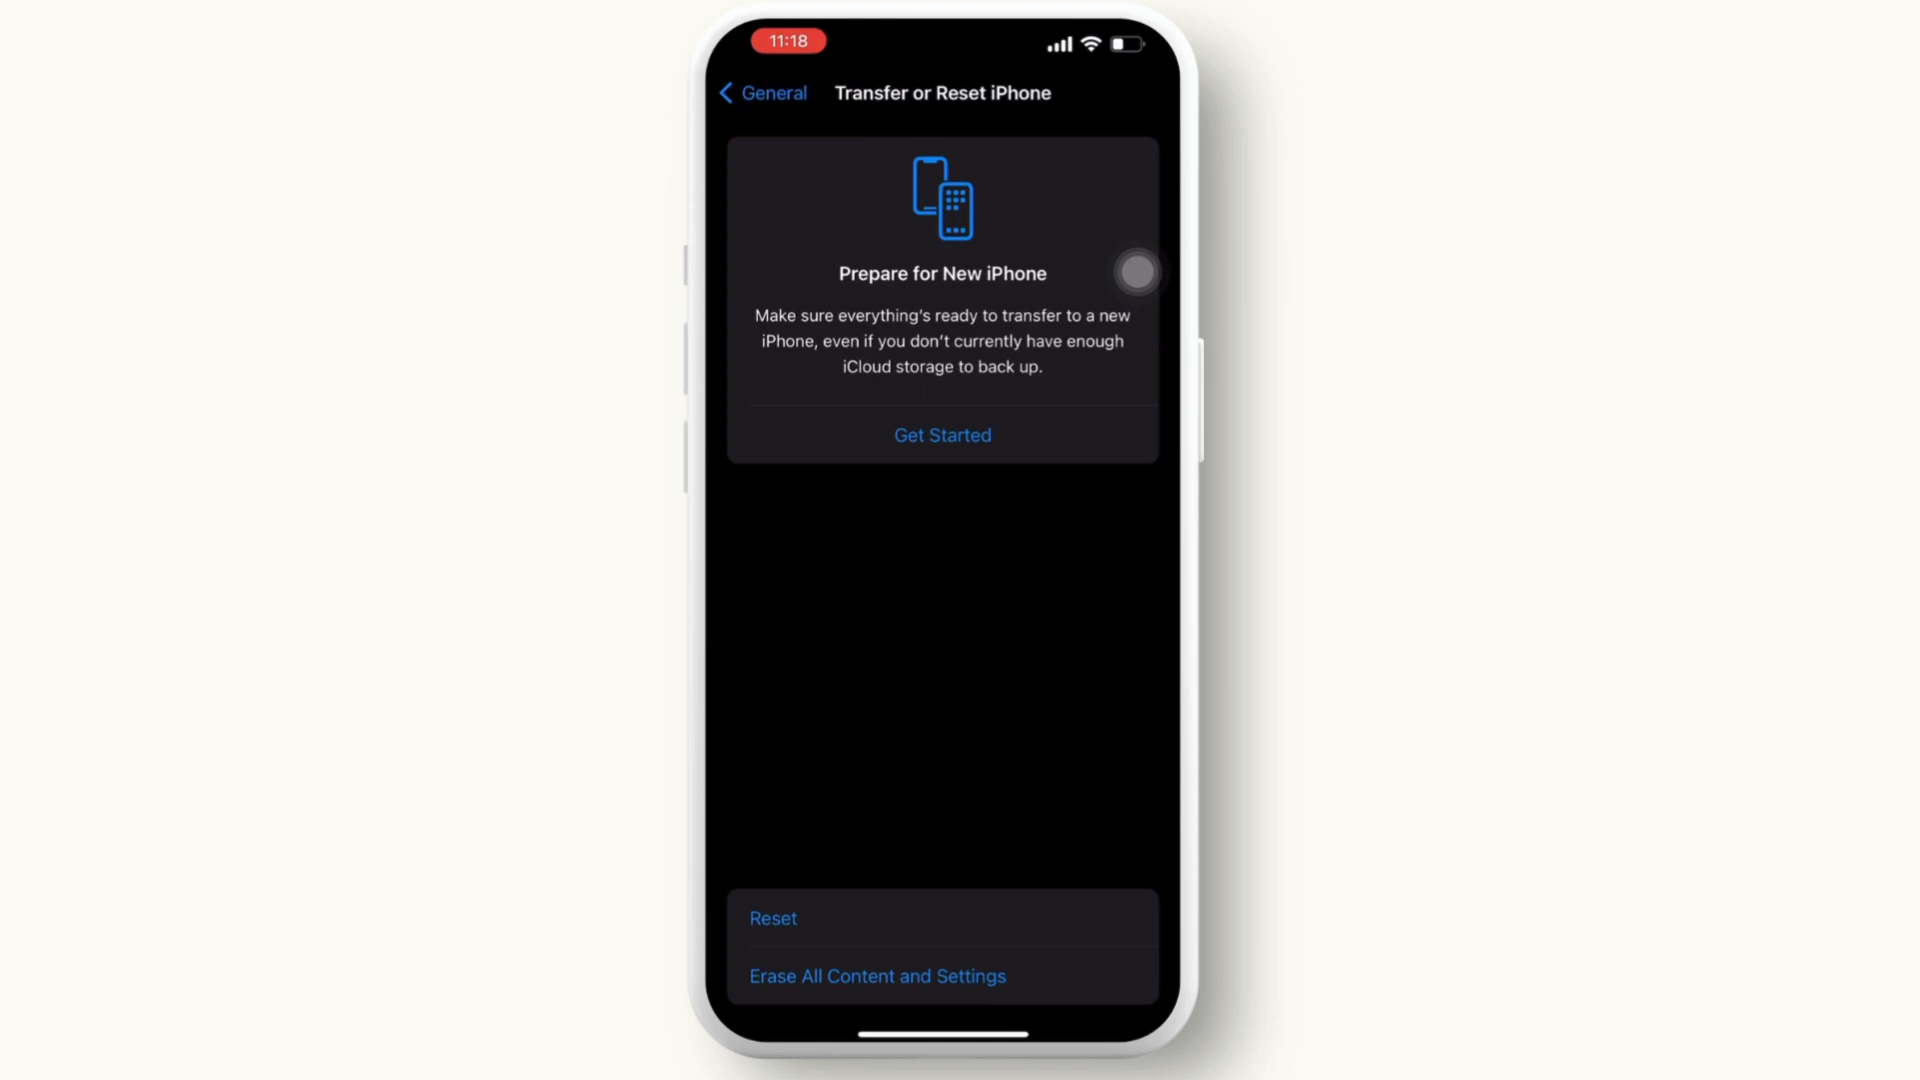 11:18
General
Transfer or Reset iPhone
Prepare for New iPhone
Make sure everything's ready to transfer to a new
iPhone, even if you don't currently have enough
iCloud storage to back up.
Get Started
Reset
Erase All Content and Settings